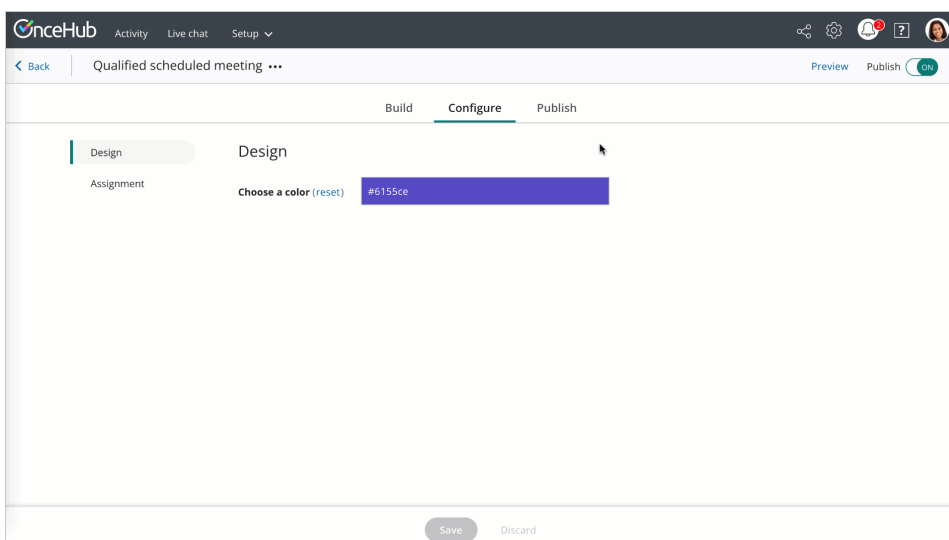 OnceHub Activity Live chat Setup 2 ?
Back Qualified scheduled meeting ••• Preview Publish ON
Build Configure Publish
Design
Assignment
Design
Choose a color (reset) #6155ce
Save Discard